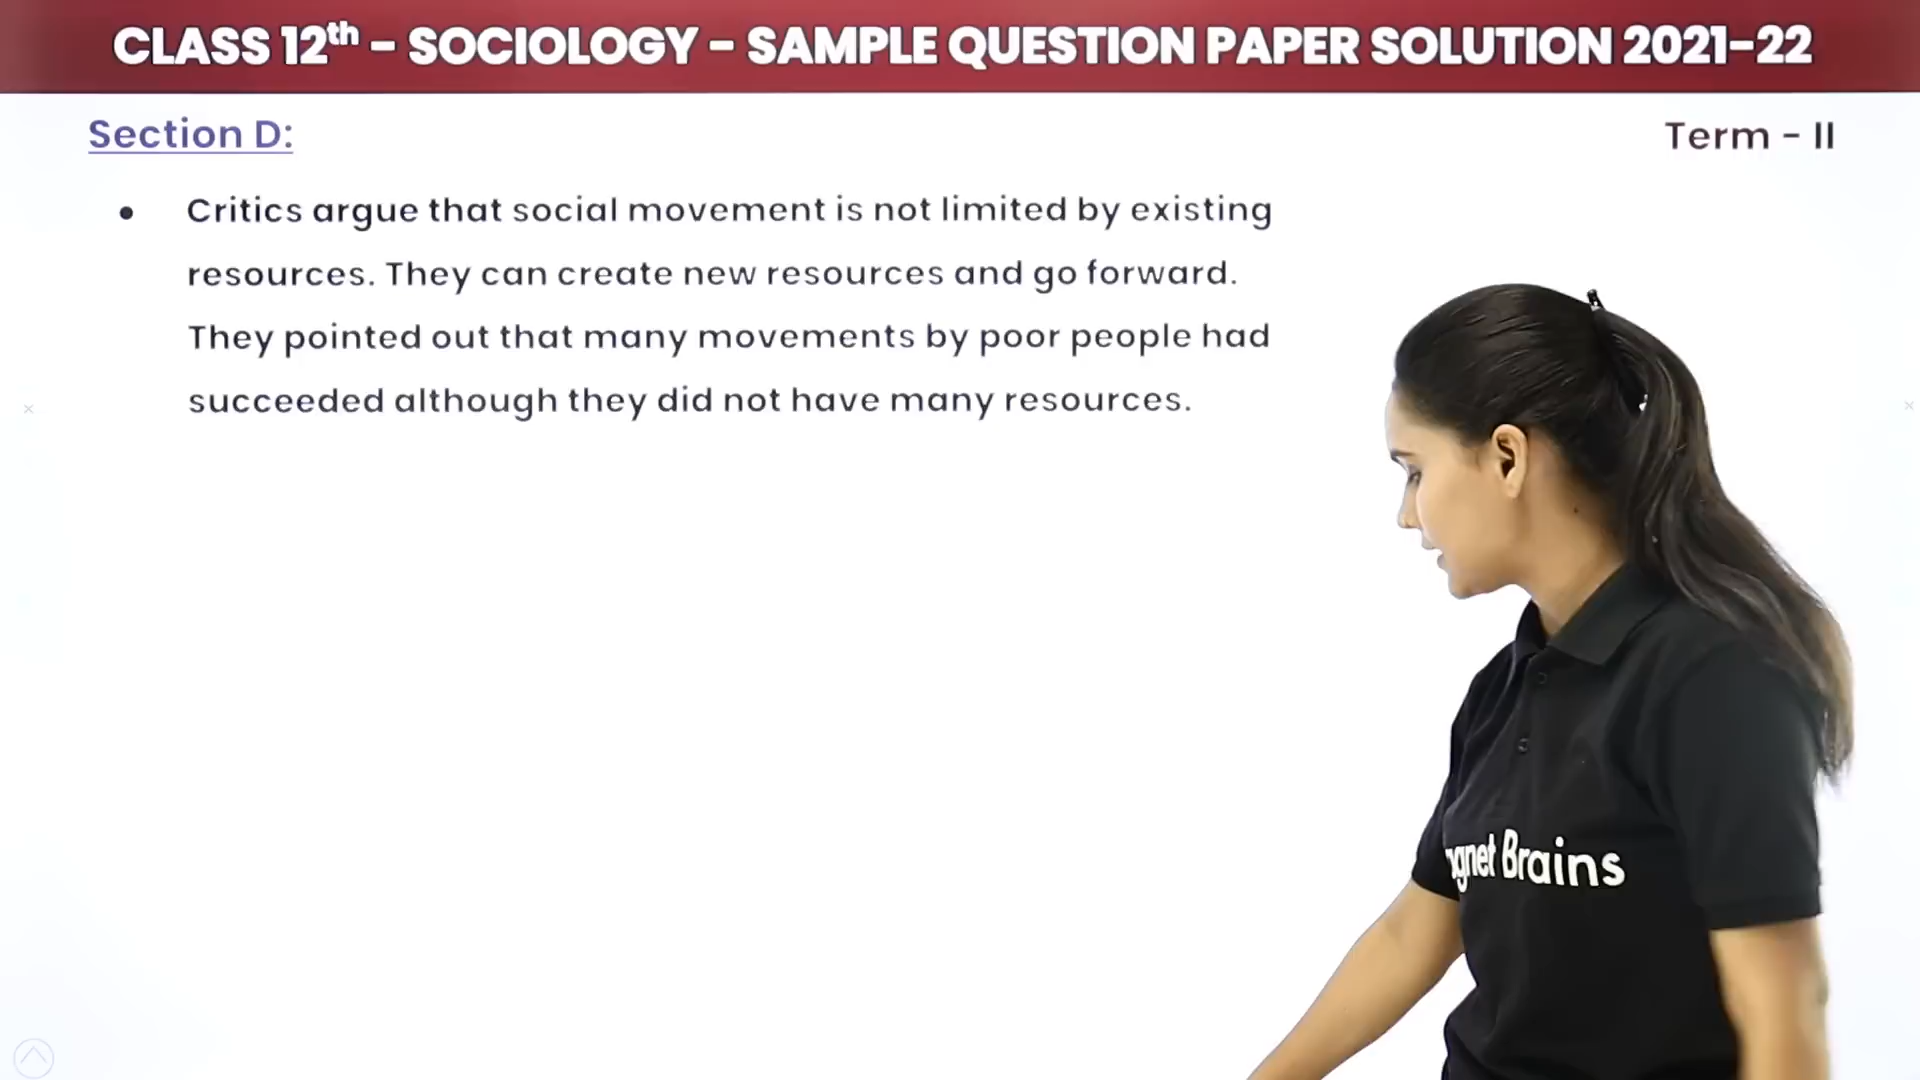 CLASS 12th - SOCIOLOGY - SAMPLE QUESTION PAPER SOLUTION 2021-22
Section D:
Term - II
• Critics argue that social movement is not limited by existing
resources. They can create new resources and go forward.
They pointed out that many movements by poor people had
succeeded although they did not have many resources.
gnet Brains